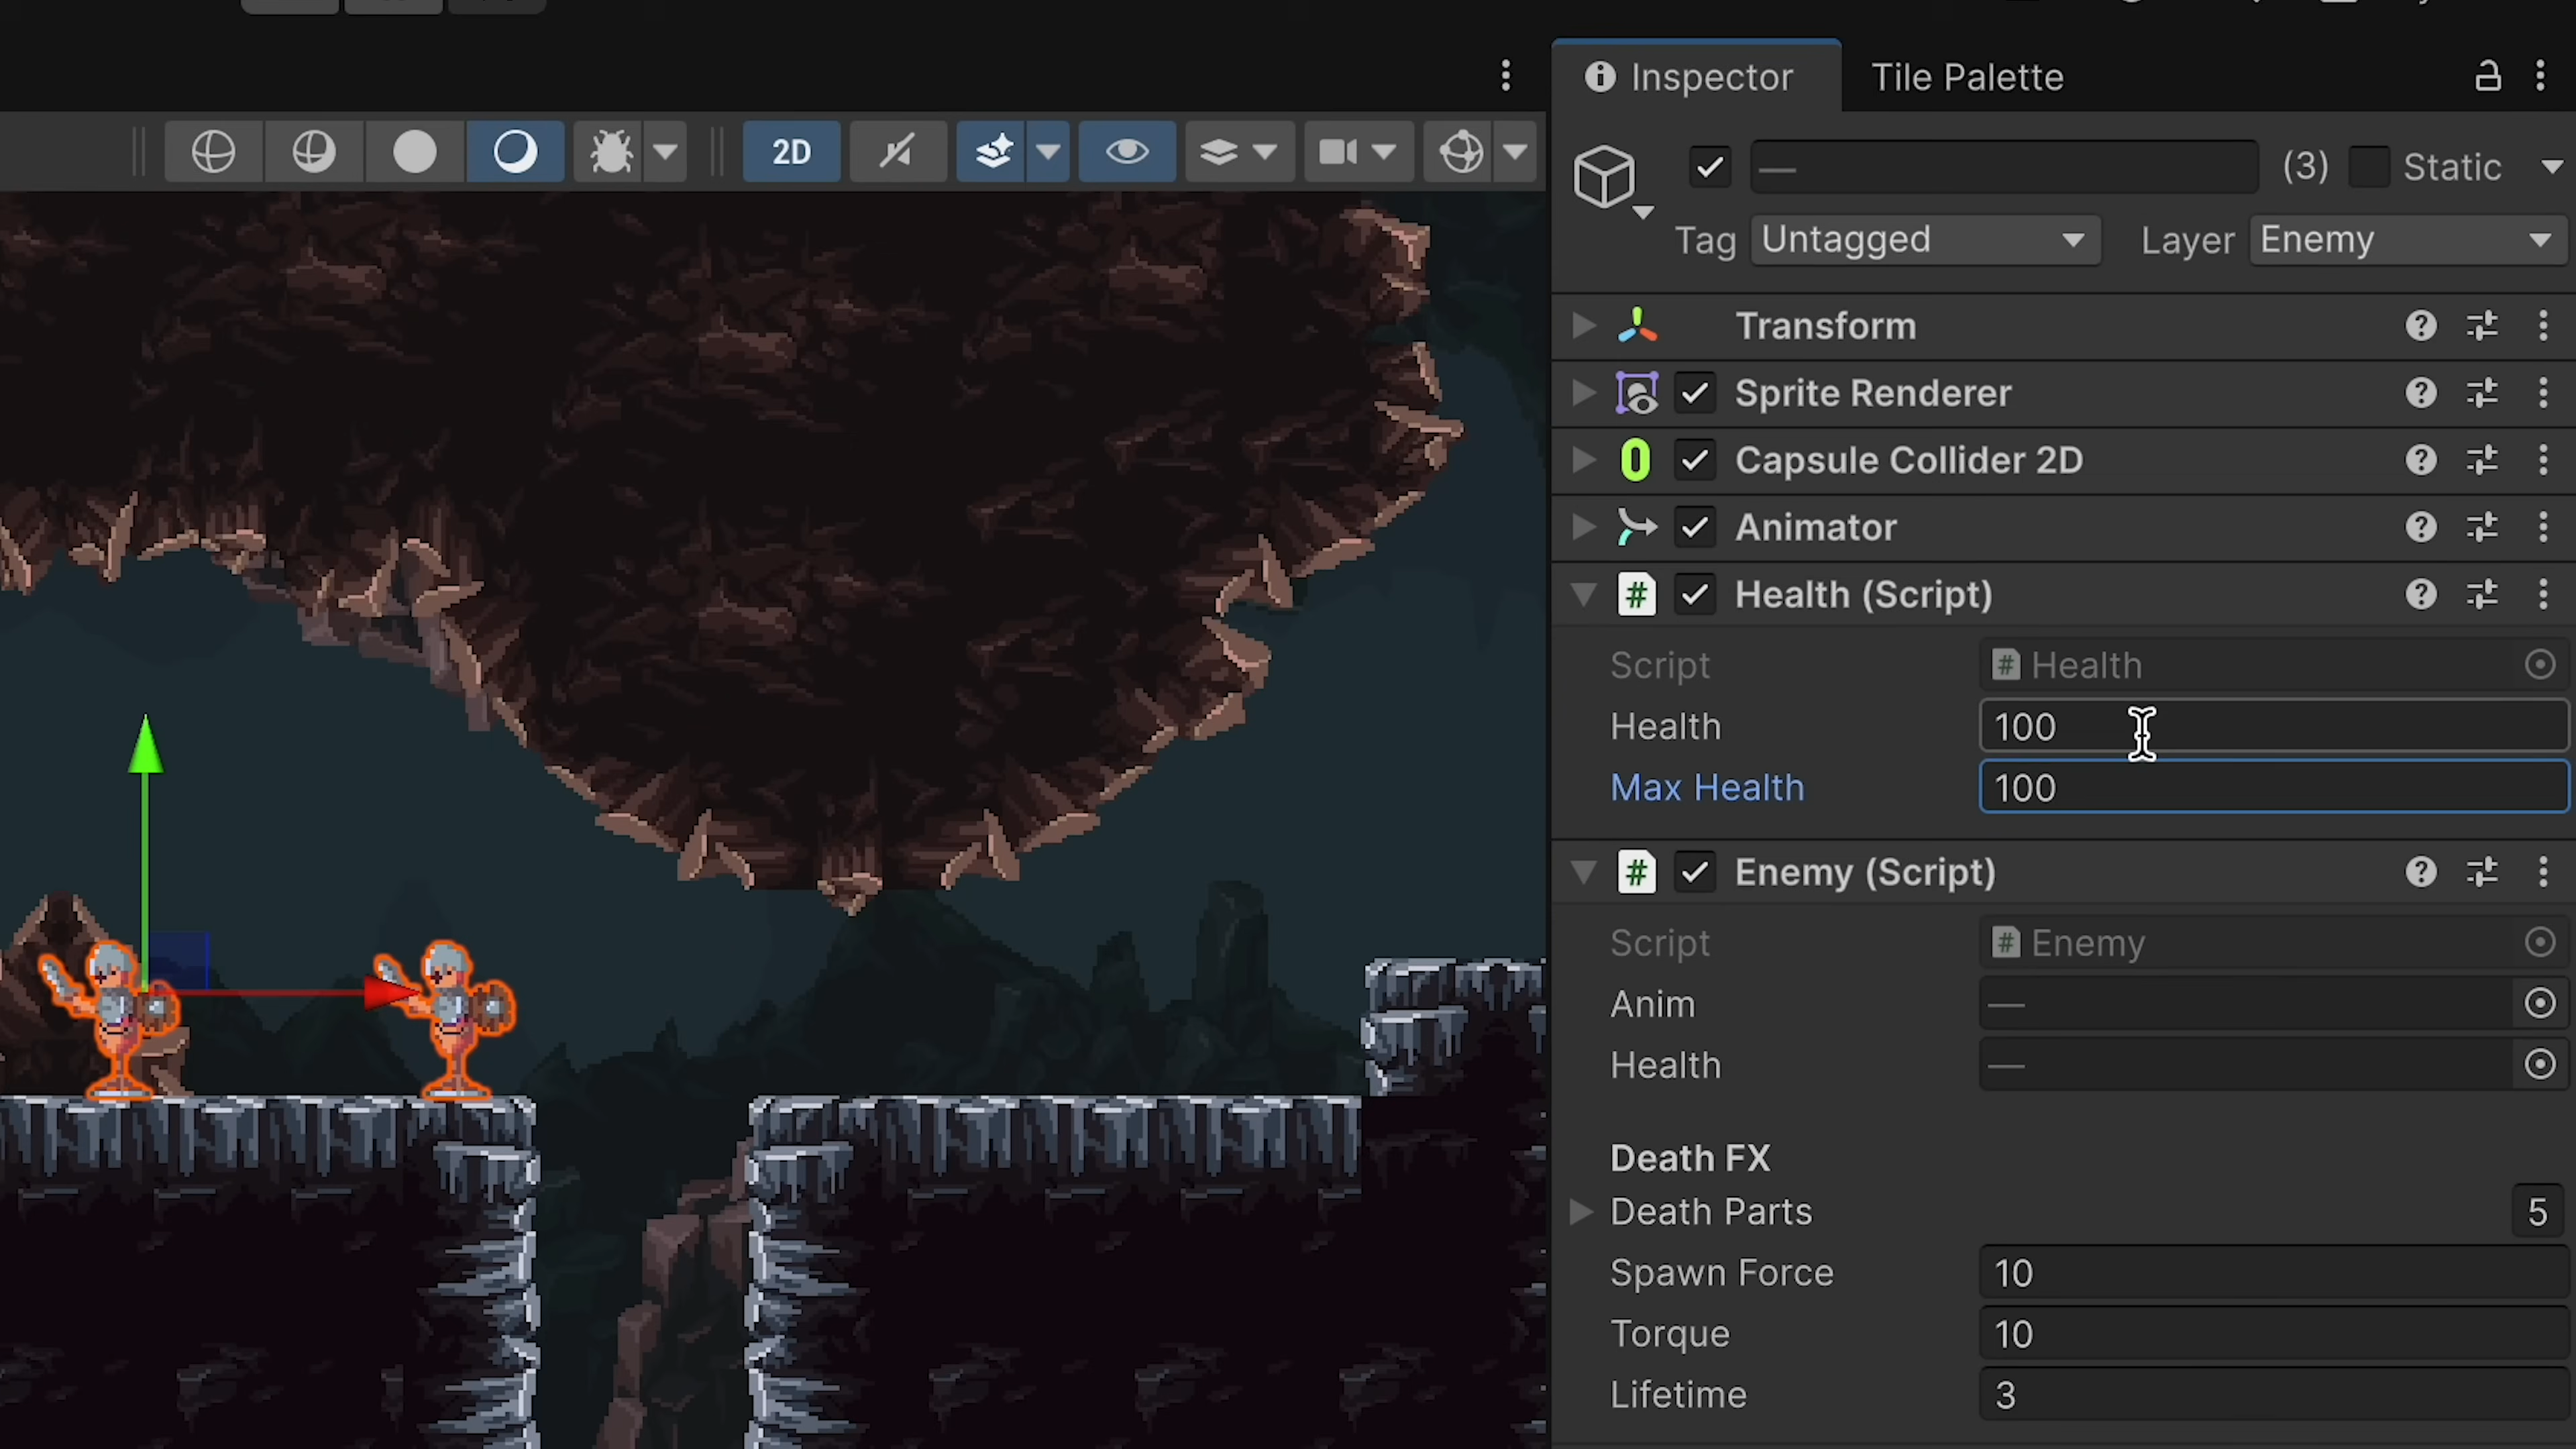 Inspector
Tile Palette
2D
— (3) Static
Tag Untagged Layer Enemy
Transform
Sprite Renderer
Capsule Collider 2D
Animator
# Health (Script)
Script # Health
Health 100
Max Health 100
# Enemy (Script)
Script # Enemy
Anim —
Health —
Death FX
Death Parts 5
Spawn Force 10
Torque 10
Lifetime 3